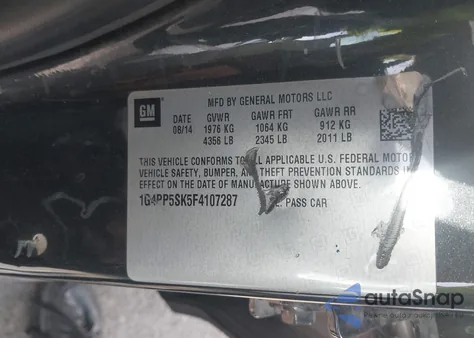 GM
MFD BY GENERAL MOTORS LLC
DATE GVWR GAWR FRT GAWR RR
08/14 1976 KG 1064 KG 912 KG
4356 LB 2345 LB 2011 LB
THIS VEHICLE CONFORMS TO ALL APPLICABLE U.S. FEDERAL MOTOR
VEHICLE SAFETY, BUMPER, AND THEFT PREVENTION STANDARDS IN
EFFECT ON THE DATE OF MANUFACTURE SHOWN ABOVE.
1G4PP5SK5F4107287 PASS CAR
autoSnap